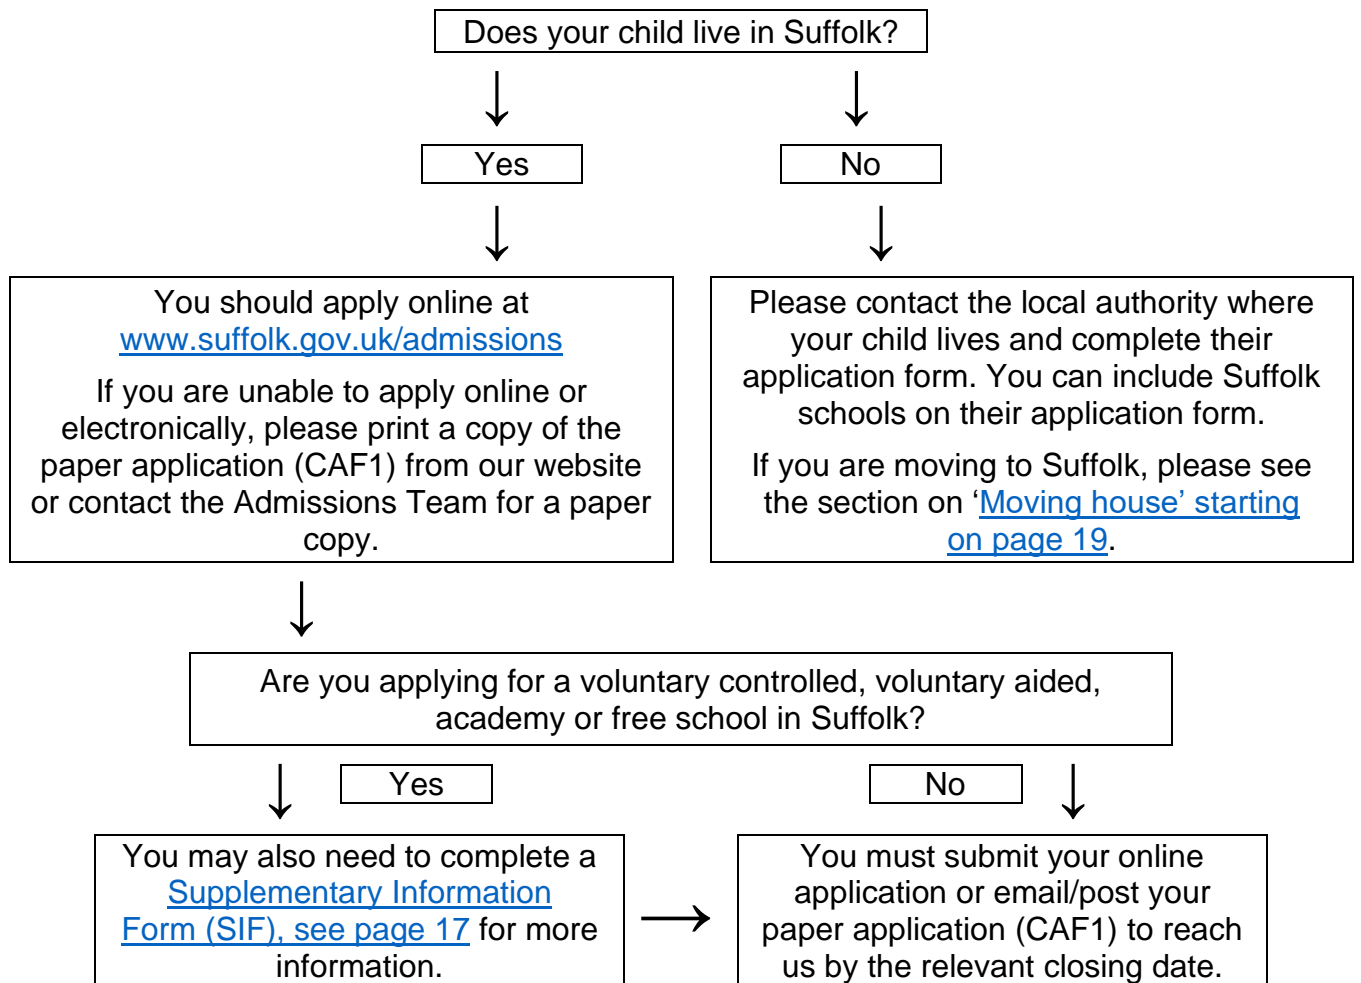 Does your child live in Suffolk?
Yes
No
You should apply online at
www.suffolk.gov.uk/admissions
If you are unable to apply online or
electronically, please print a copy of the
paper application (CAF1) from our website
or contact the Admissions Team for a paper
copy.
Please contact the local authority where
your child lives and complete their
application form. You can include Suffolk
schools on their application form.
If you are moving to Suffolk, please see
the section on ‘Moving house’ starting
on page 19.
Are you applying for a voluntary controlled, voluntary aided,
academy or free school in Suffolk?
Yes
No
You may also need to complete a
Supplementary Information
Form (SIF), see page 17 for more
information.
You must submit your online
application or email/post your
paper application (CAF1) to reach
us by the relevant closing date.